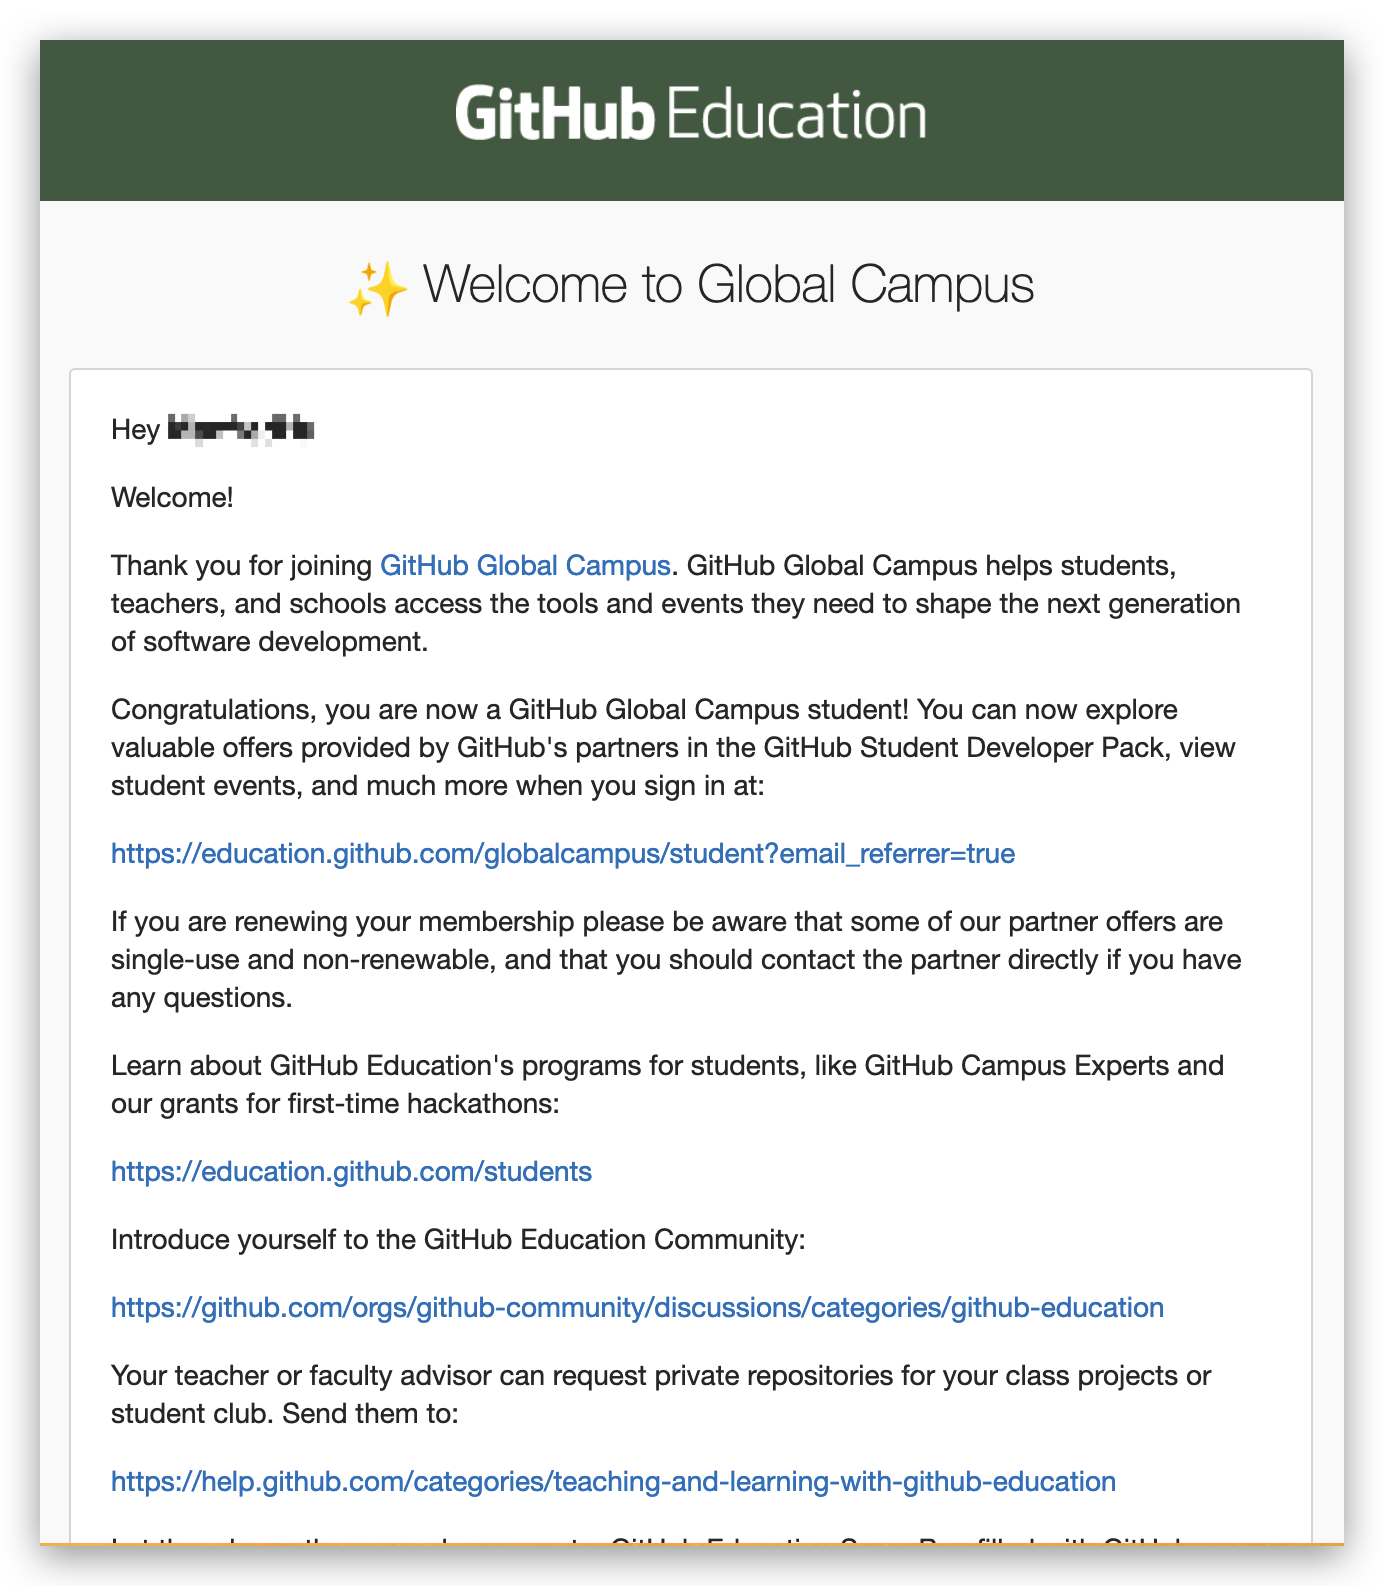 GitHub Education
✨ Welcome to Global Campus
Hey
Welcome!
Thank you for joining GitHub Global Campus. GitHub Global Campus helps students,
teachers, and schools access the tools and events they need to shape the next generation
of software development.
Congratulations, you are now a GitHub Global Campus student! You can now explore
valuable offers provided by GitHub's partners in the GitHub Student Developer Pack, view
student events, and much more when you sign in at:
https://education.github.com/globalcampus/student?email_referrer=true
If you are renewing your membership please be aware that some of our partner offers are
single-use and non-renewable, and that you should contact the partner directly if you have
any questions.
Learn about GitHub Education's programs for students, like GitHub Campus Experts and
our grants for first-time hackathons:
https://education.github.com/students
Introduce yourself to the GitHub Education Community:
https://github.com/orgs/github-community/discussions/categories/github-education
Your teacher or faculty advisor can request private repositories for your class projects or
student club. Send them to:
https://help.github.com/categories/teaching-and-learning-with-github-education